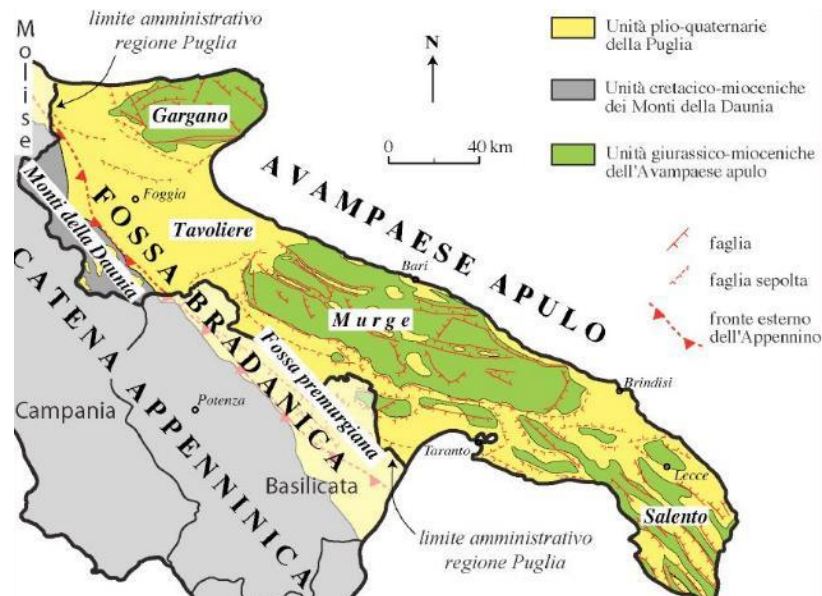 Molise
limite amministrativo
regione Puglia
N
0
40 km
Unità plio-quaternarie
della Puglia
Unità cretacico-mioceniche
dei Monti della Daunia
Unità giurassico-mioceniche
dell'Avampaese apulo
faglia
faglia sepolta
fronte esterno
dell'Appennino
Gargano
Foggia
Monti della Daunia
Tavoliere
AVAMPAESE APULO
FOSSA BRADANICA
CATENA APPENNINICA
Bari
Murge
Fossa premurgiana
Brindisi
Campania
Potenza
Taranto
Lecce
Basilicata
Salento
limite amministrativo
regione Puglia